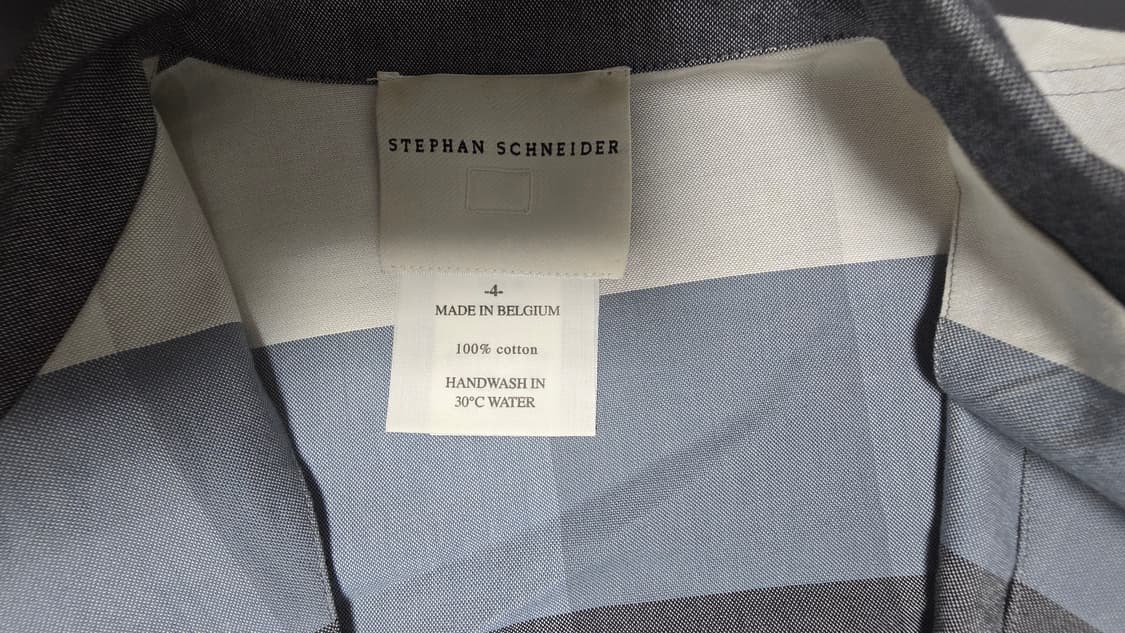 STEPHAN SCHNEIDER
-4-
MADE IN BELGIUM
100% cotton
HANDWASH IN
30°C WATER